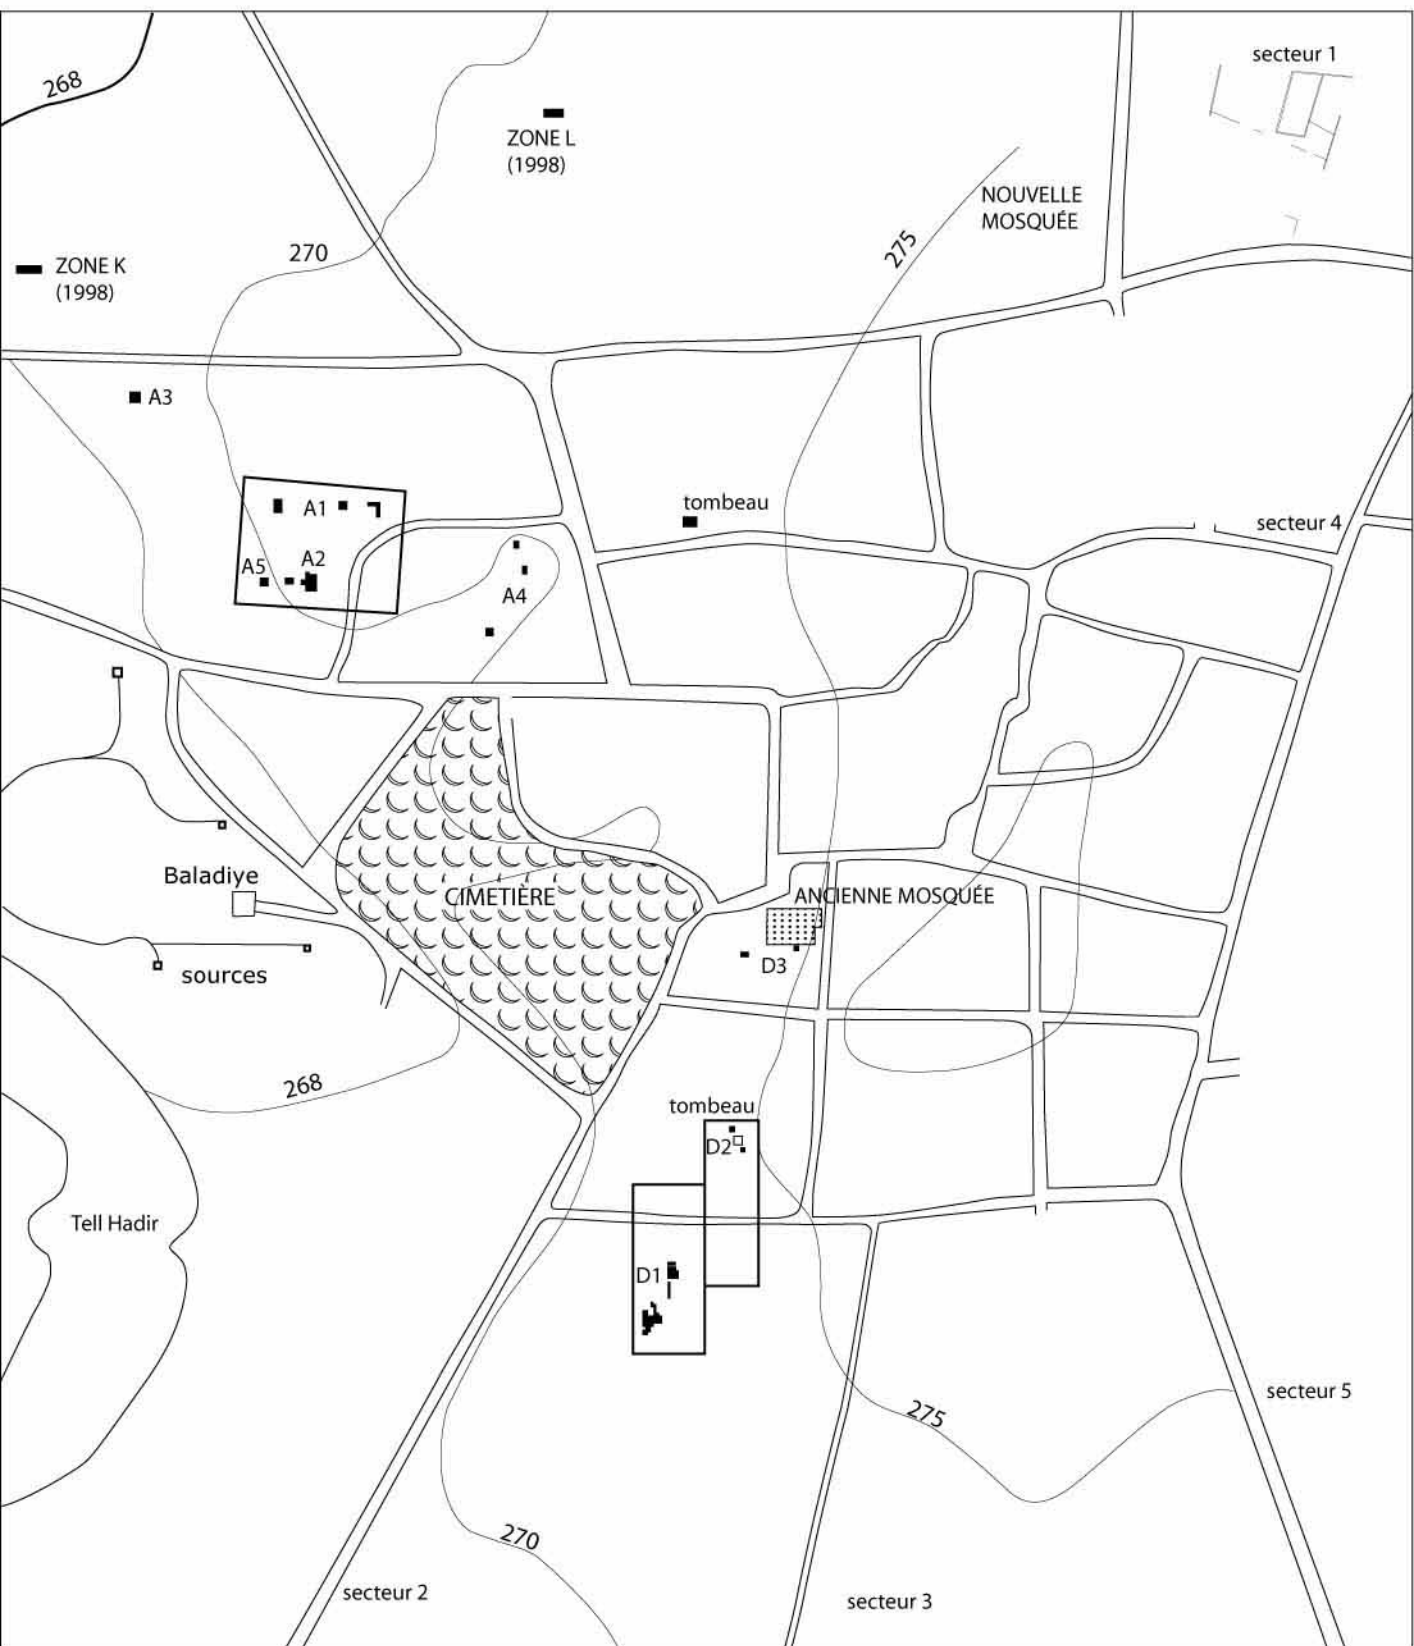 secteur 1
268
ZONE L
(1998)
NOUVELLE
MOSQUÉE
275
270
ZONE K
(1998)
A3
tombeau
A1
secteur 4
A2
A5
A4
Baladiye
CIMETIÈRE
ANCIENNE MOSQUÉE
D3
sources
268
tombeau
D2
Tell Hadir
D1
secteur 5
275
270
secteur 2
secteur 3